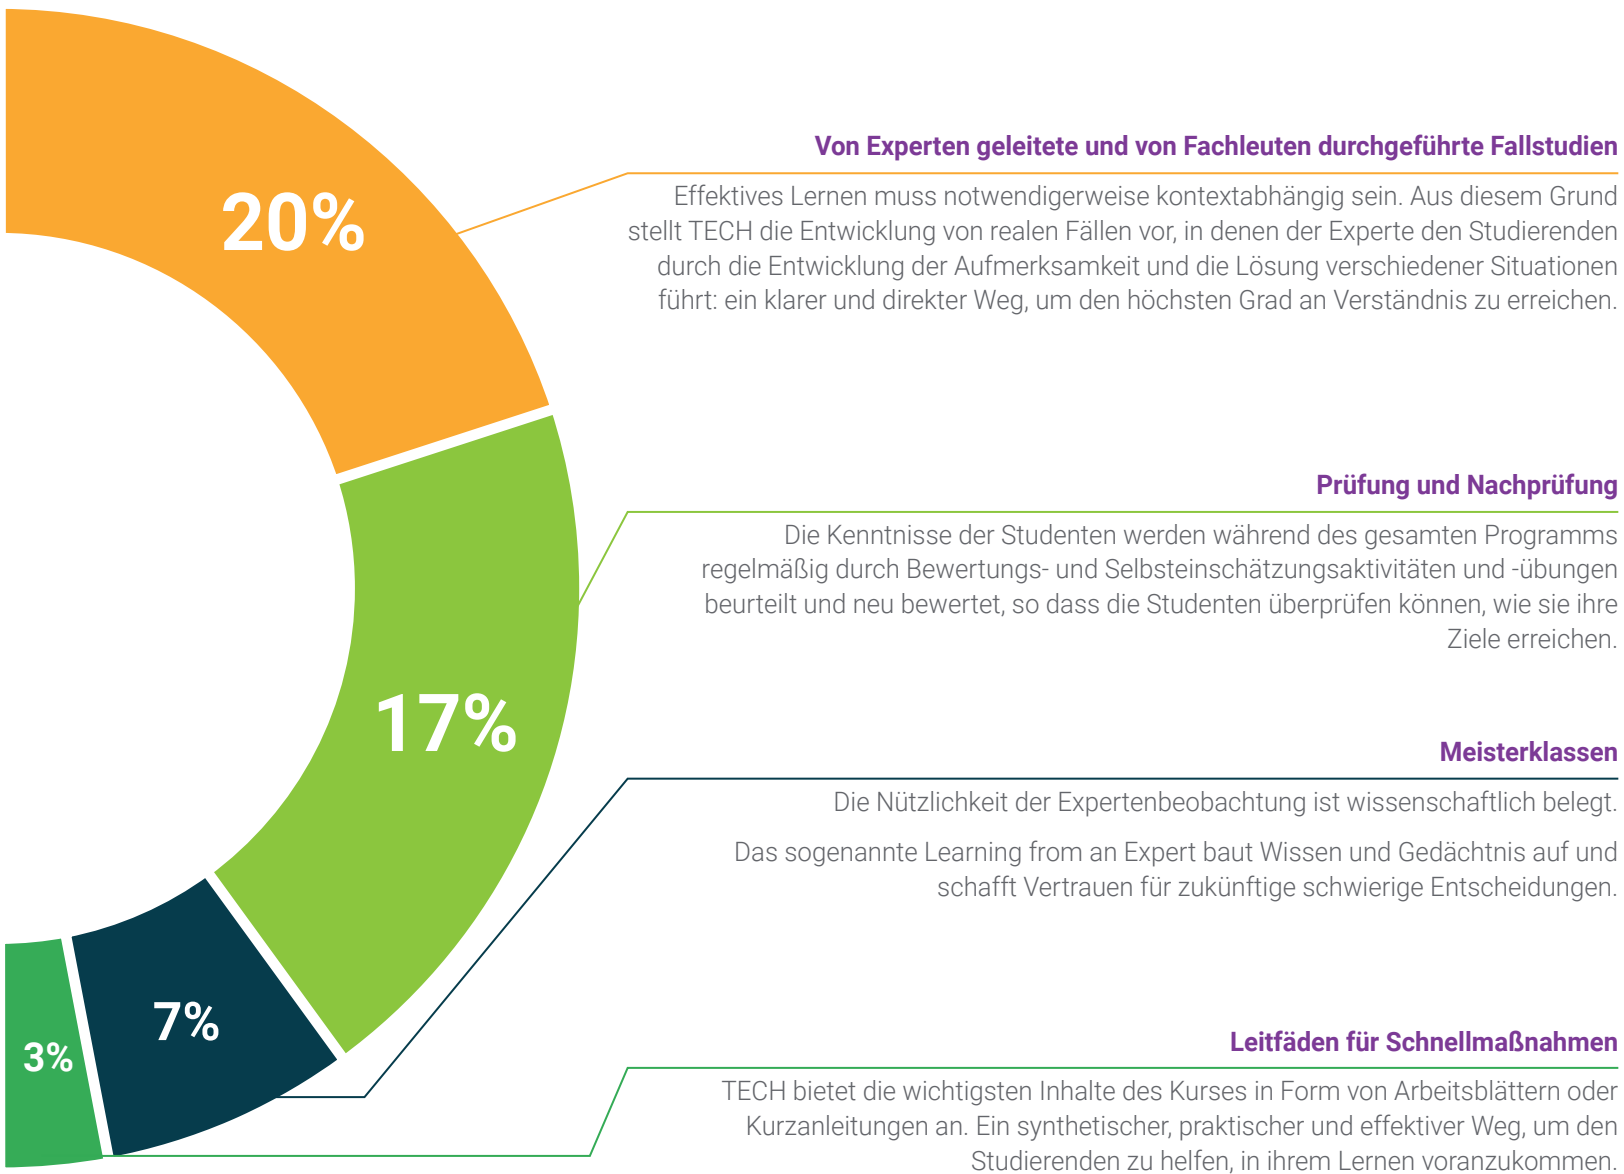 20%
Von Experten geleitete und von Fachleuten durchgeführte Fallstudien
Effektives Lernen muss notwendigerweise kontextabhängig sein. Aus diesem Grund
stellt TECH die Entwicklung von realen Fällen vor, in denen der Experte den Studierenden
durch die Entwicklung der Aufmerksamkeit und die Lösung verschiedener Situationen
führt: ein klarer und direkter Weg, um den höchsten Grad an Verständnis zu erreichen.
17%
Prüfung und Nachprüfung
Die Kenntnisse der Studenten werden während des gesamten Programms
regelmäßig durch Bewertungs- und Selbsteinschätzungsaktivitäten und -übungen
beurteilt und neu bewertet, so dass die Studenten überprüfen können, wie sie ihre
Ziele erreichen.
7%
Meisterklassen
Die Nützlichkeit der Expertenbeobachtung ist wissenschaftlich belegt.
Das sogenannte Learning from an Expert baut Wissen und Gedächtnis auf und
schafft Vertrauen für zukünftige schwierige Entscheidungen.
3%
Leitfäden für Schnellmaßnahmen
TECH bietet die wichtigsten Inhalte des Kurses in Form von Arbeitsblättern oder
Kurzanleitungen an. Ein synthetischer, praktischer und effektiver Weg, um den
Studierenden zu helfen, in ihrem Lernen voranzukommen.